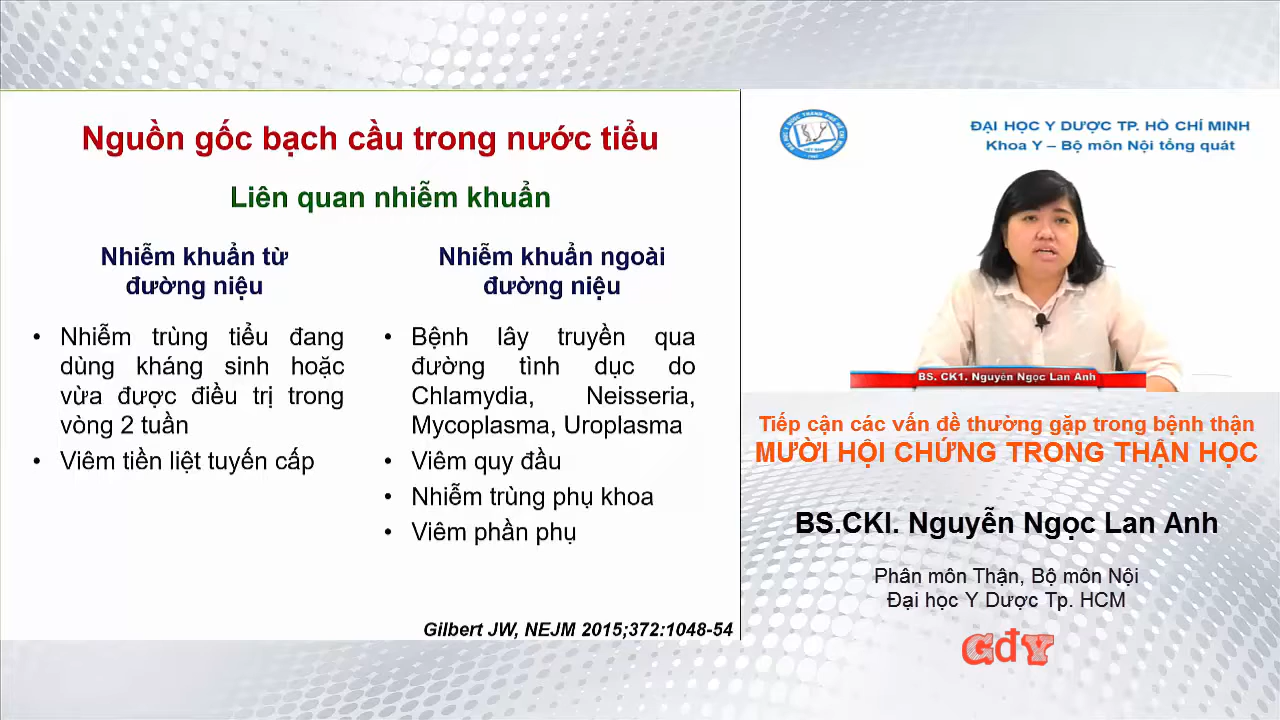 Nguồn gốc bạch cầu trong nước tiểu
Liên quan nhiễm khuẩn
Nhiễm khuẩn từ
đường niệu
• Nhiễm trùng tiểu đang
dùng kháng sinh hoặc
vừa được điều trị trong
vòng 2 tuần
• Viêm tiền liệt tuyến cấp
Nhiễm khuẩn ngoài
đường niệu
• Bệnh lây truyền qua
đường tình dục do
Chlamydia, Neisseria,
Mycoplasma, Uroplasma
• Viêm quy đầu
• Nhiễm trùng phụ khoa
• Viêm phần phụ
Gilbert JW, NEJM 2015;372:1048-54
ĐẠI HỌC Y DƯỢC TP. HỒ CHÍ MINH
Khoa Y – Bộ môn Nội tổng quát
BS. CK1. Nguyễn Ngọc Lan Anh
Tiếp cận các vấn đề thường gặp trong bệnh thận
MƯỜI HỘI CHỨNG TRONG THẬN HỌC
BS.CKI. Nguyễn Ngọc Lan Anh
Phân môn Thận, Bộ môn Nội
Đại học Y Dược Tp. HCM
GđY